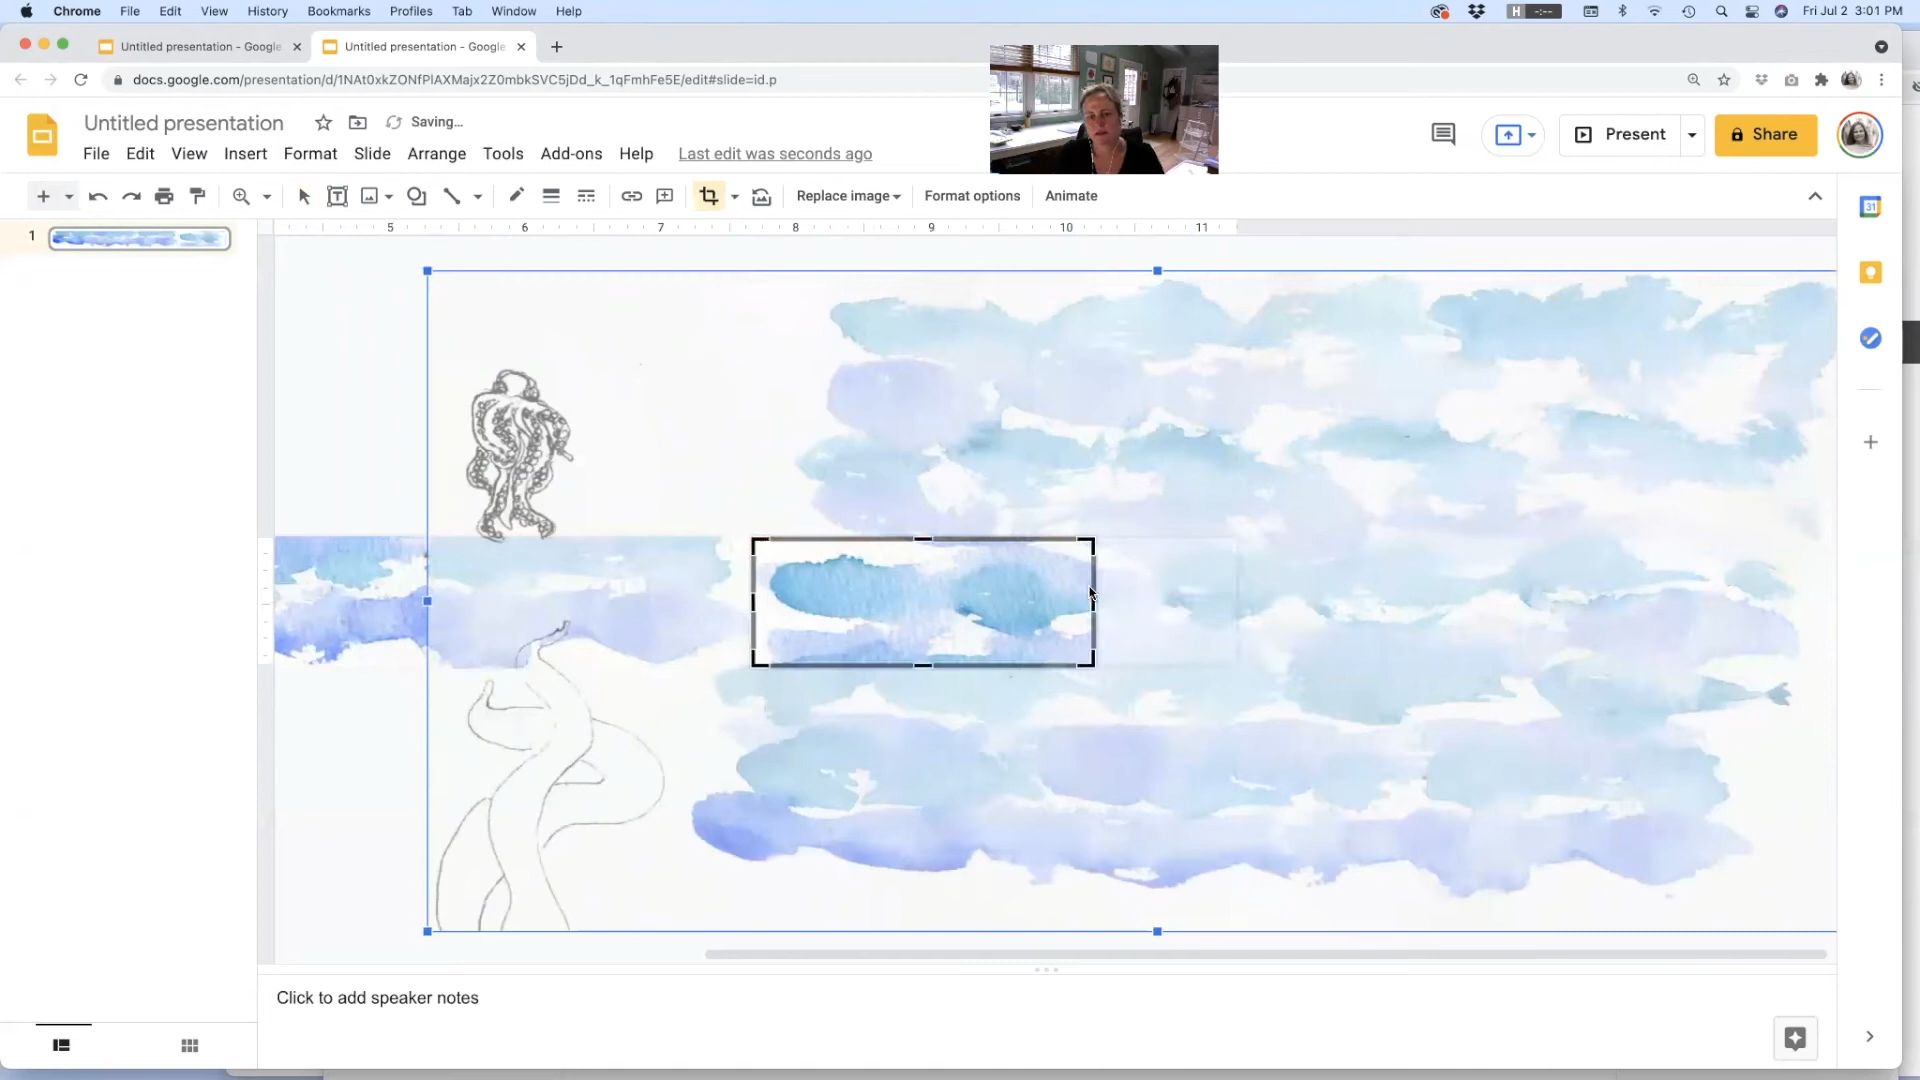 Chrome File Edit View History Bookmarks Profiles Tab Window Help
H -:-- Fri Jul 2 3:01 PM
Untitled presentation - Google
Untitled presentation - Google
docs.google.com/presentation/d/1NAt0xkZONfPlAXMajx2Z0mbkSVC5jDd_k_1qFmhFe5E/edit#slide=id.p
Untitled presentation
Saving...
File Edit View Insert Format Slide Arrange Tools Add-ons Help Last edit was seconds ago
Present
Share
Replace image Format options Animate
31
5 6 7 8 9 10 11
1
Click to add speaker notes